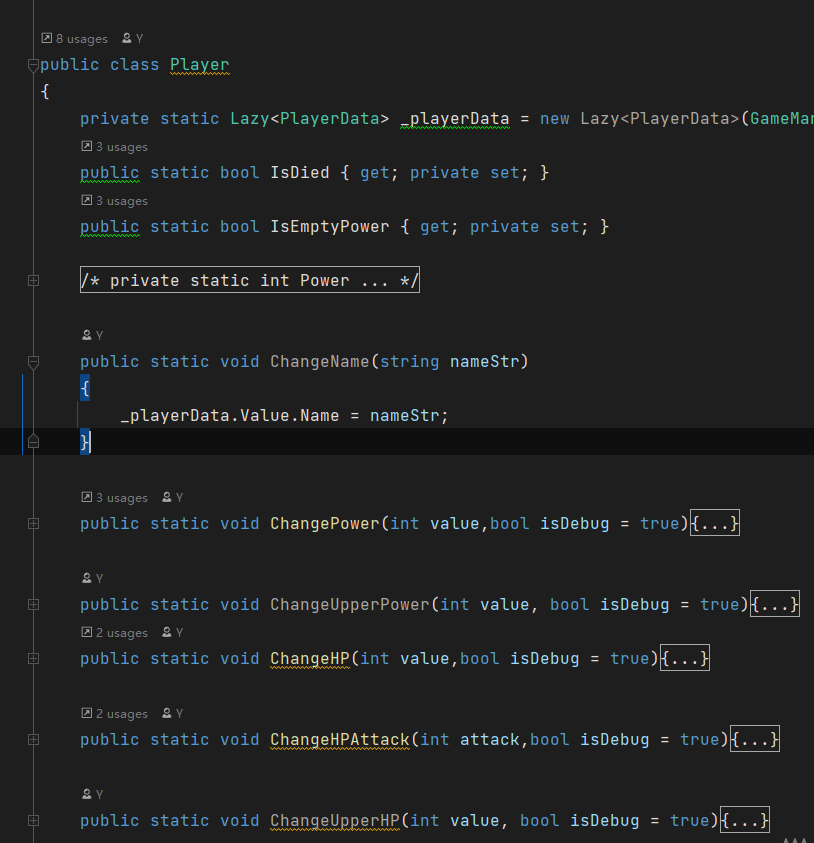 8 usages Y
public class Player
{
private static Lazy<PlayerData> _playerData = new Lazy<PlayerData>(GameMan
3 usages
public static bool IsDied { get; private set; }
3 usages
public static bool IsEmptyPower { get; private set; }
/* private static int Power ... */
Y
public static void ChangeName(string nameStr)
{
_playerData.Value.Name = nameStr;
}
3 usages Y
public static void ChangePower(int value,bool isDebug = true){...}
Y
public static void ChangeUpperPower(int value, bool isDebug = true){...}
2 usages Y
public static void ChangeHP(int value,bool isDebug = true){...}
2 usages Y
public static void ChangeHPAttack(int attack,bool isDebug = true){...}
Y
public static void ChangeUpperHP(int value, bool isDebug = true){...}